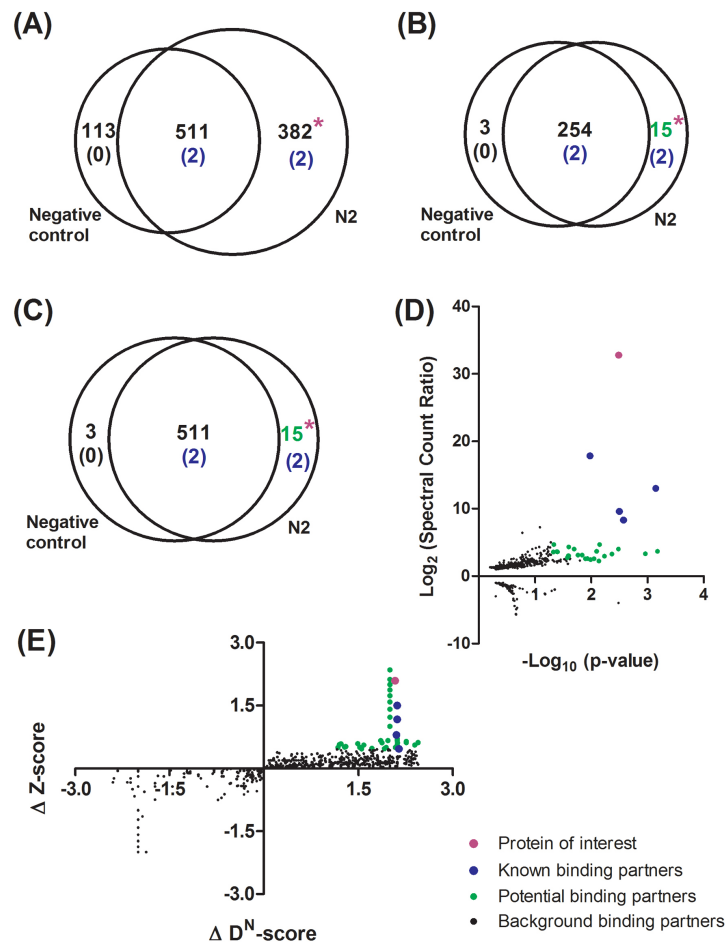 (A)
113
(0)
511
(2)
382*
(2)
Negative
control
N2
(B)
3
(0)
254
(2)
15*
(2)
Negative
control
N2
(C)
3
(0)
511
(2)
15*
(2)
Negative
control
N2
(D)
Log2 (Spectral Count Ratio)
40
30
20
10
0
-10
1
2
3
4
-Log10 (p-value)
(E)
Δ Z-score
3.0
1.5
-3.0
-1.5
1.5
3.0
-1.5
-3.0
Δ D^N-score
Protein of interest
Known binding partners
Potential binding partners
Background binding partners